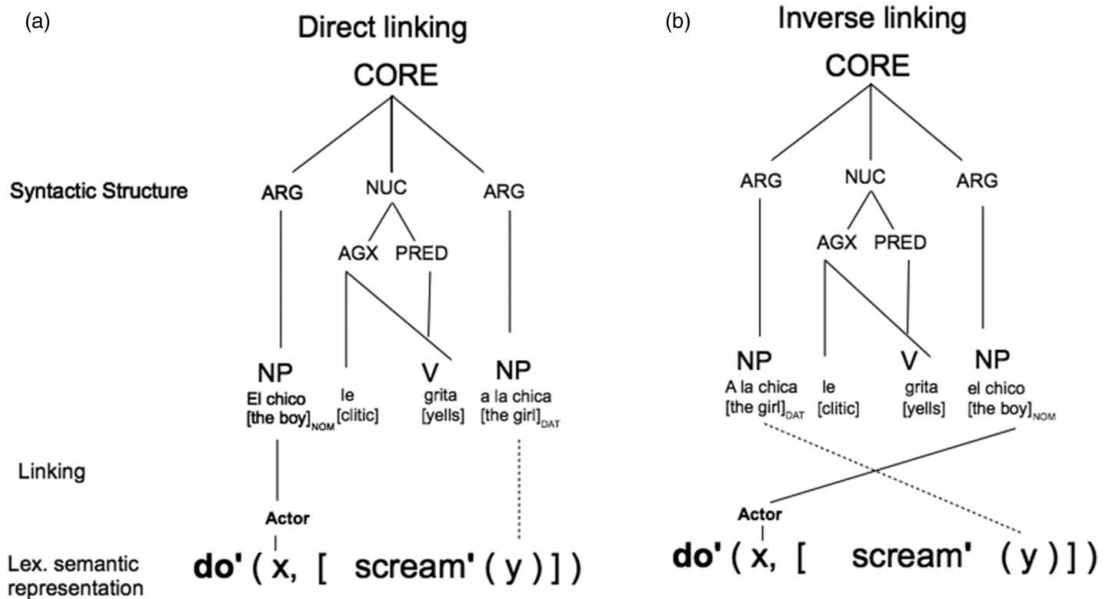 (a)
Direct linking
CORE
Syntactic Structure
ARG
NUC
ARG
AGX PRED
NP
V
NP
El chico
le
grita
a la chica
[the boy]NOM
[clitic]
[yells]
[the girl]DAT
Linking
Actor
Lex. semantic
representation
do' ( x, [ scream' ( y ) ] )
(b)
Inverse linking
CORE
ARG
NUC
ARG
AGX PRED
NP
V
NP
A la chica
le
grita
el chico
[the girl]DAT
[clitic]
[yells]
[the boy]NOM
Actor
do' ( x, [ scream' ( y ) ] )